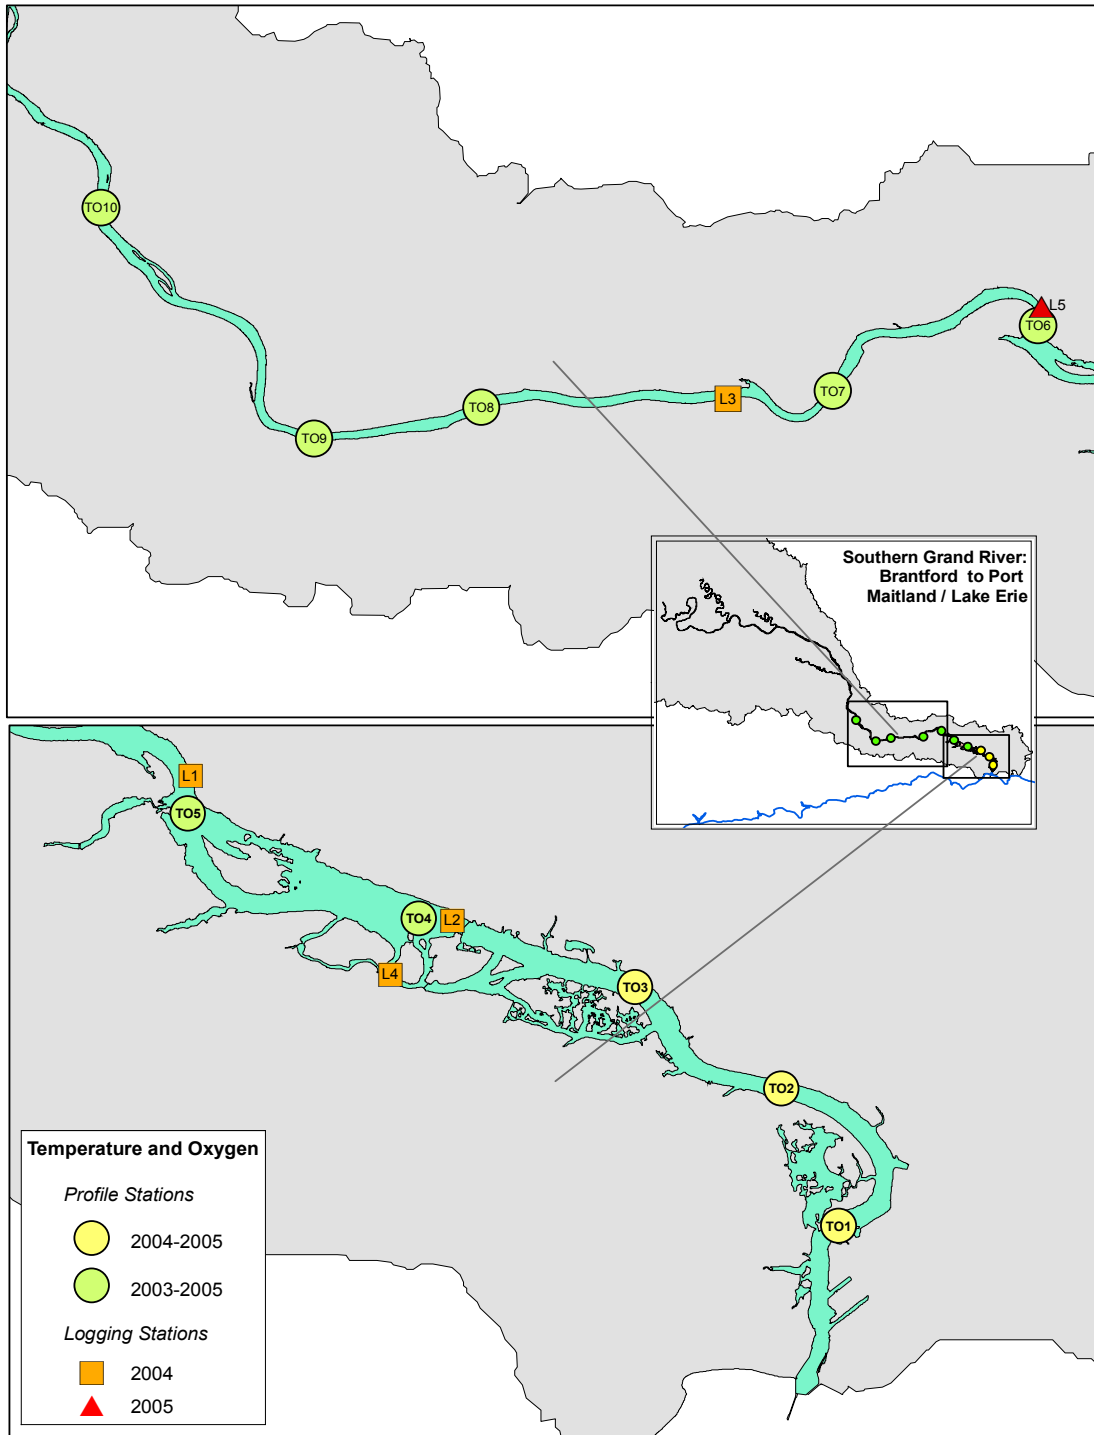 TO10
L5
TO6
TO7
L3
TO8
TO9
Southern Grand River:
Brantford to Port
Maitland / Lake Erie
L1
TO5
TO4
L2
L4
TO3
TO2
TO1
Temperature and Oxygen
Profile Stations
2004-2005
2003-2005
Logging Stations
2004
2005